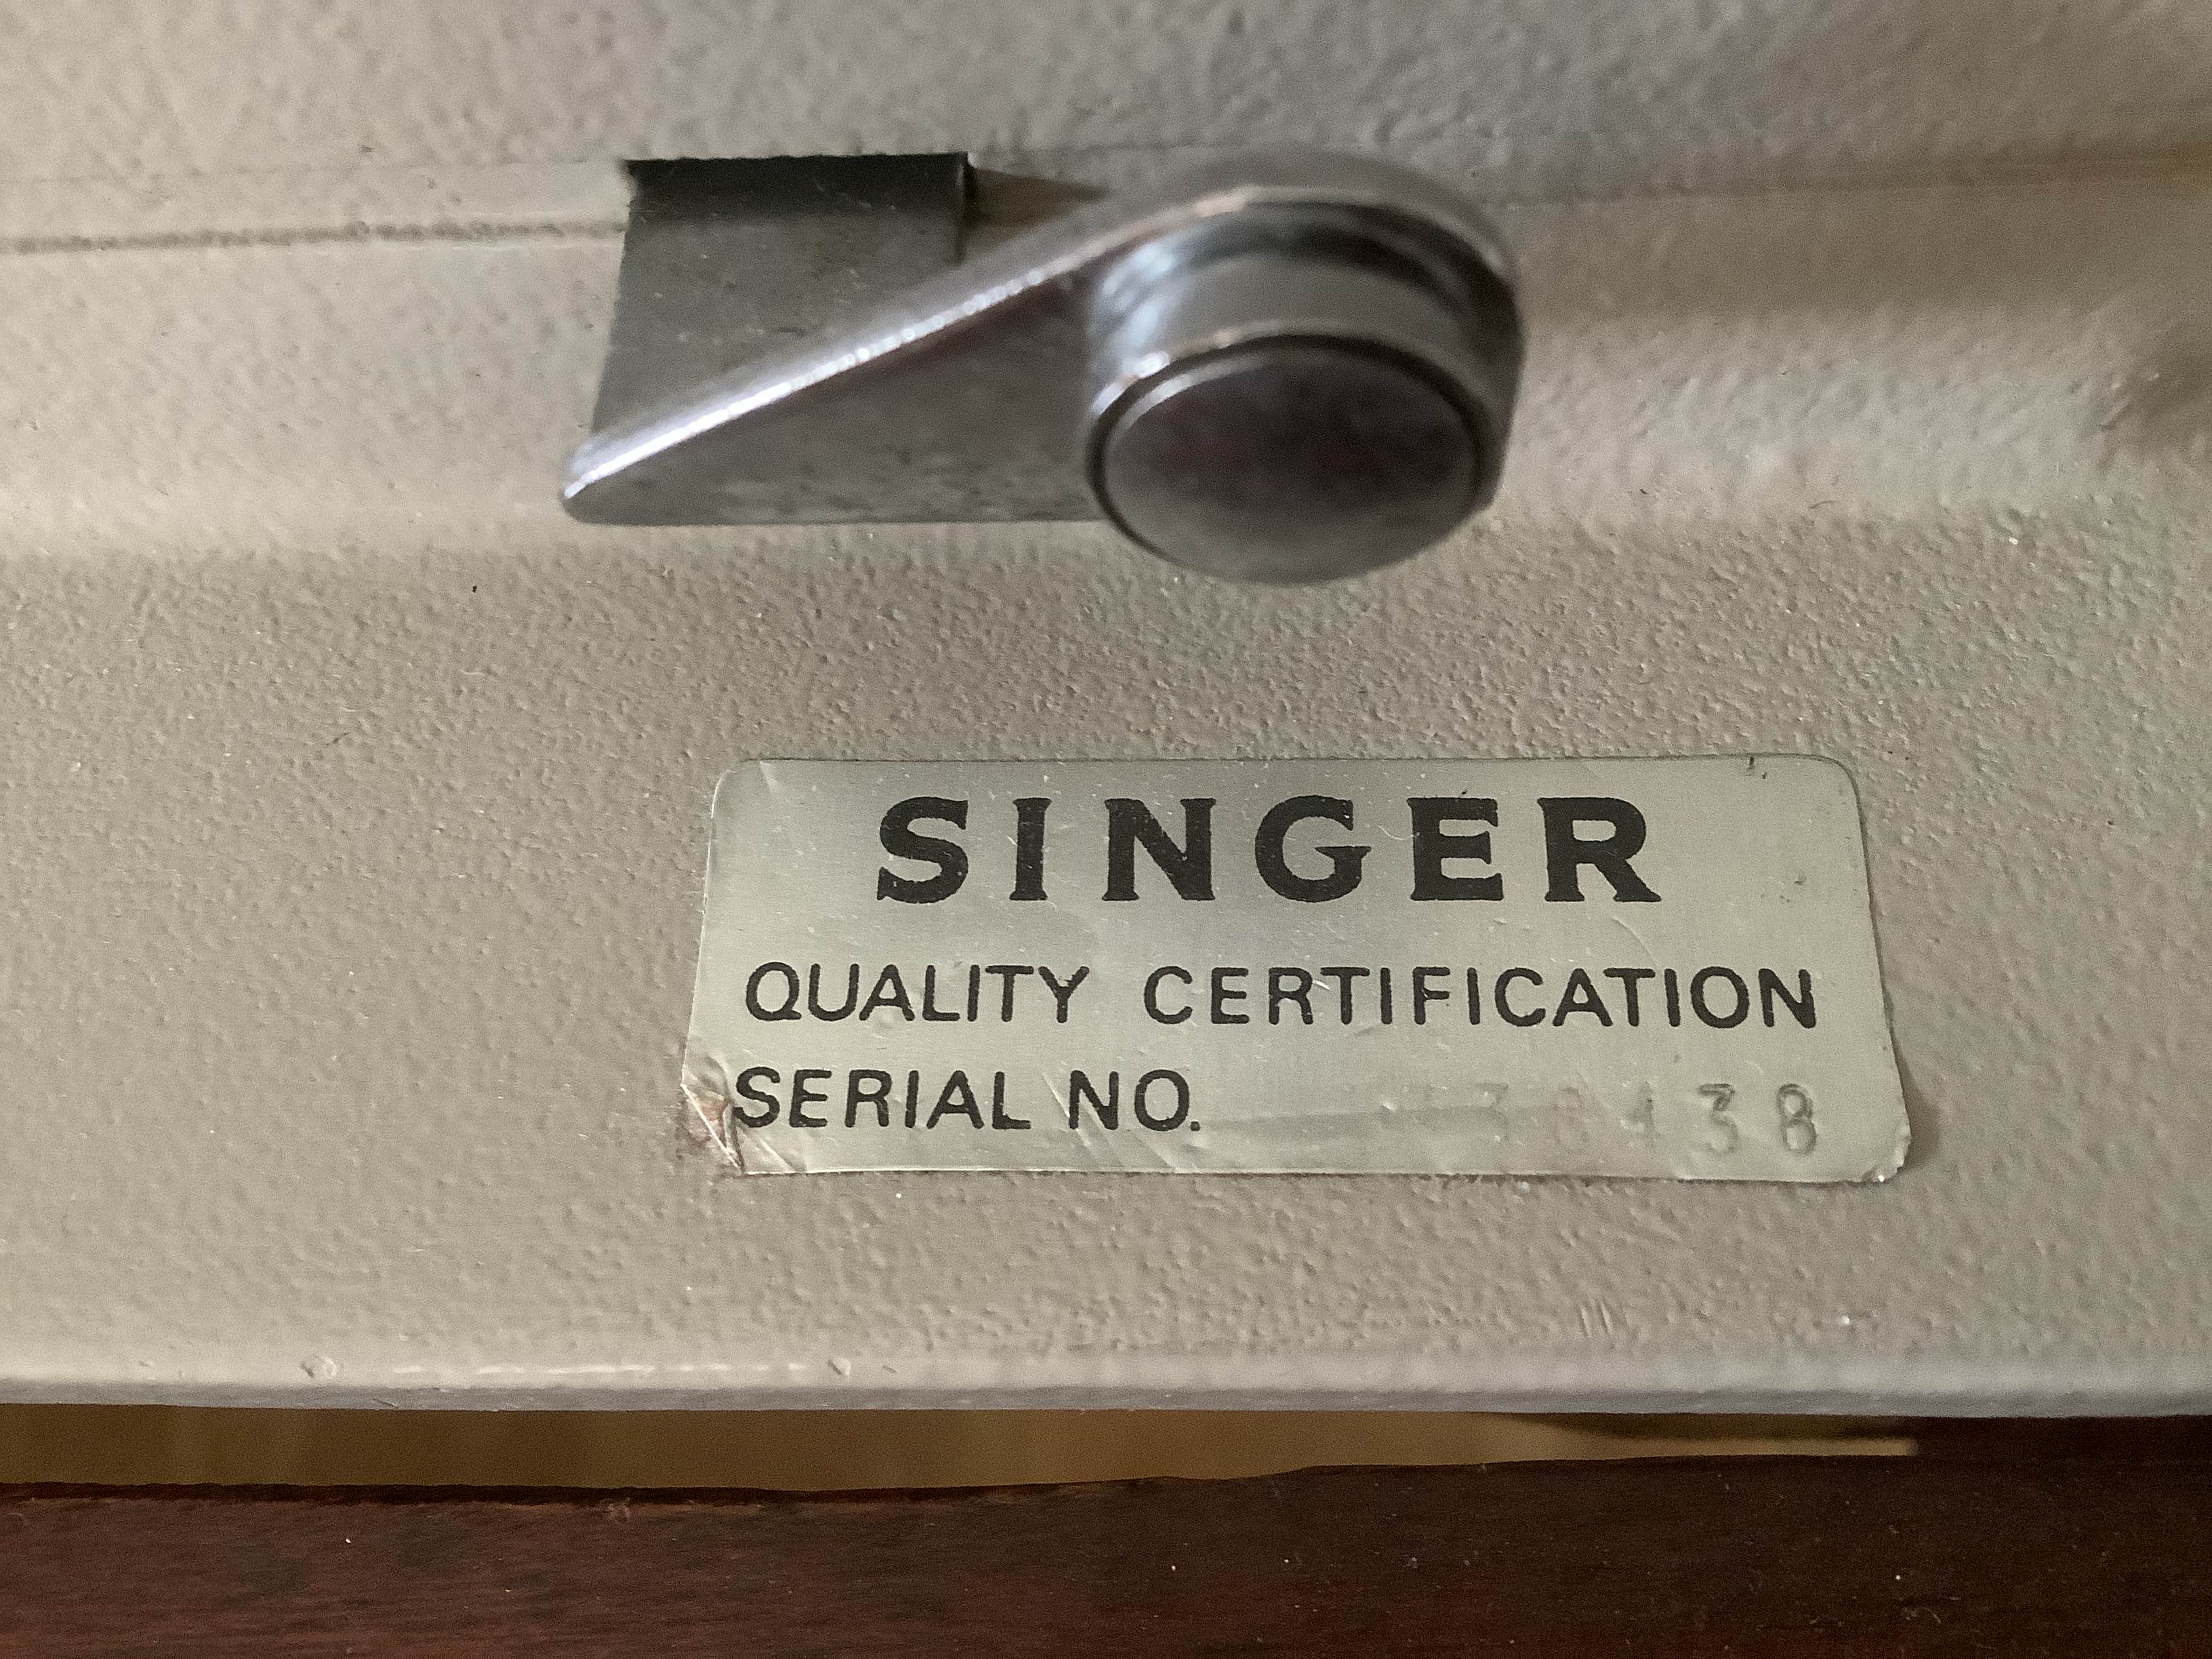 SINGER
QUALITY CERTIFICATION
SERIAL NO.